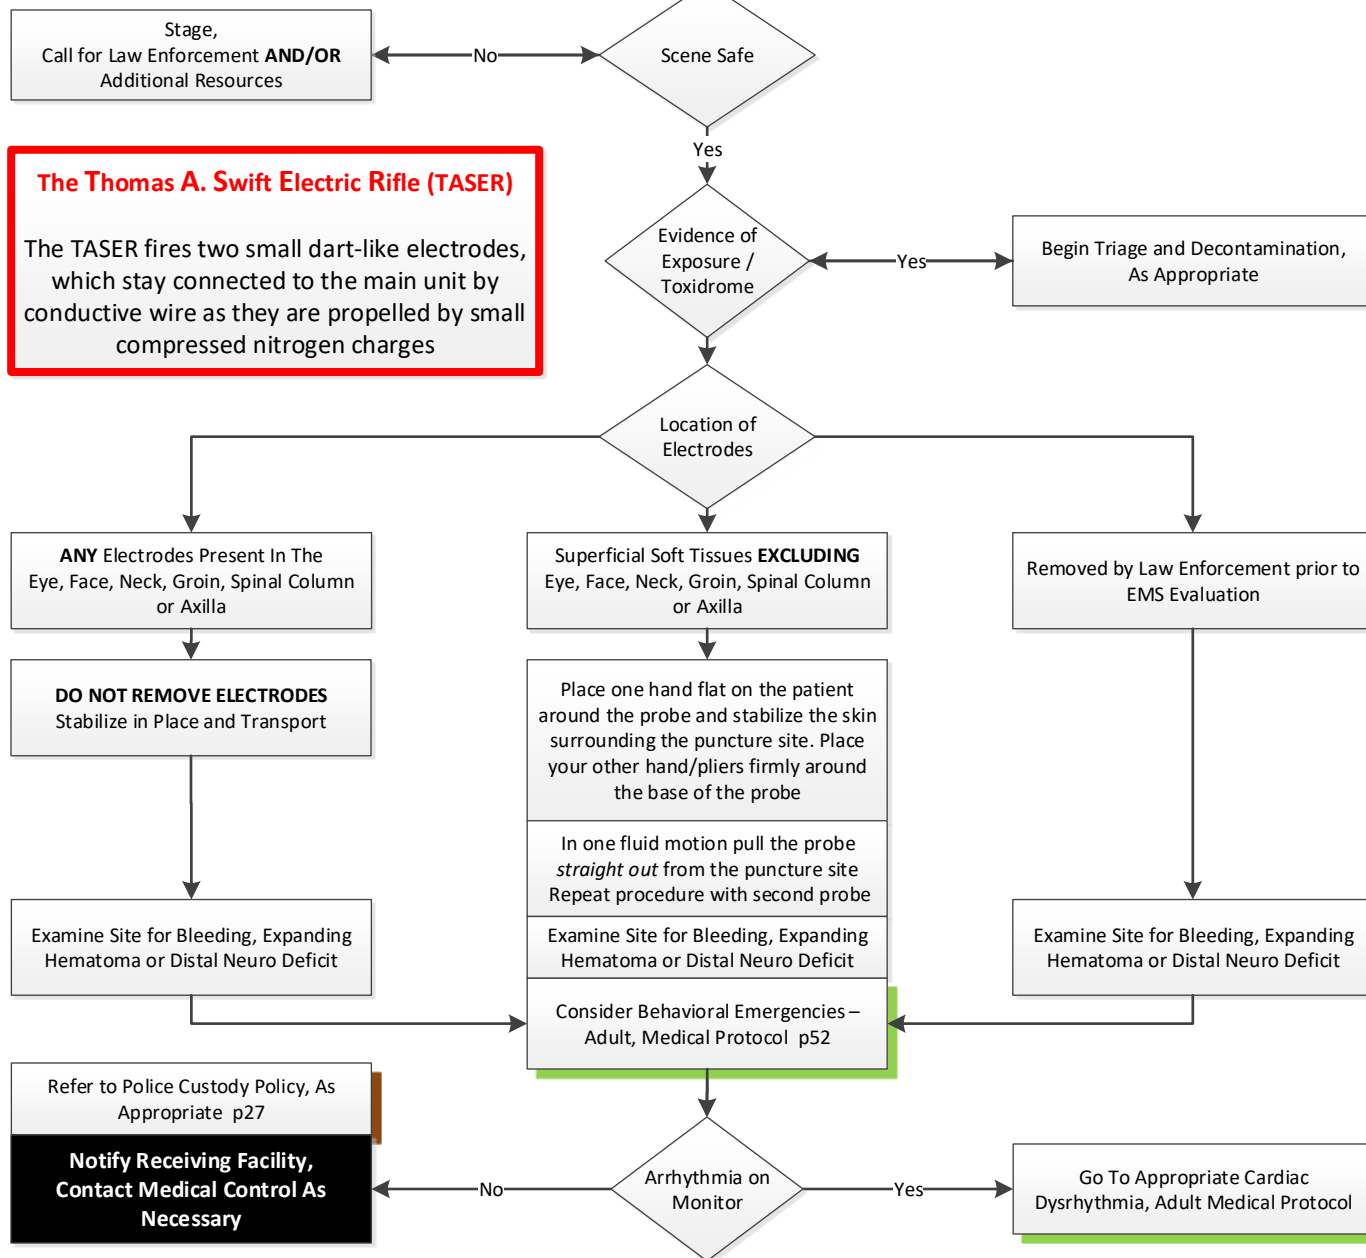 Stage,
Call for Law Enforcement AND/OR
Additional Resources
No
Scene Safe
Yes
The Thomas A. Swift Electric Rifle (TASER)
The TASER fires two small dart-like electrodes,
which stay connected to the main unit by
conductive wire as they are propelled by small
compressed nitrogen charges
Evidence of
Exposure /
Toxidrome
Yes
Begin Triage and Decontamination,
As Appropriate
Location of
Electrodes
ANY Electrodes Present In The
Eye, Face, Neck, Groin, Spinal Column
or Axilla
Superficial Soft Tissues EXCLUDING
Eye, Face, Neck, Groin, Spinal Column
or Axilla
Removed by Law Enforcement prior to
EMS Evaluation
DO NOT REMOVE ELECTRODES
Stabilize in Place and Transport
Place one hand flat on the patient
around the probe and stabilize the skin
surrounding the puncture site. Place
your other hand/pliers firmly around
the base of the probe
In one fluid motion pull the probe
straight out from the puncture site
Repeat procedure with second probe
Examine Site for Bleeding, Expanding
Hematoma or Distal Neuro Deficit
Examine Site for Bleeding, Expanding
Hematoma or Distal Neuro Deficit
Examine Site for Bleeding, Expanding
Hematoma or Distal Neuro Deficit
Consider Behavioral Emergencies –
Adult, Medical Protocol p52
Refer to Police Custody Policy, As
Appropriate p27
Notify Receiving Facility,
Contact Medical Control As
Necessary
No
Arrhythmia on
Monitor
Yes
Go To Appropriate Cardiac
Dysrhythmia, Adult Medical Protocol